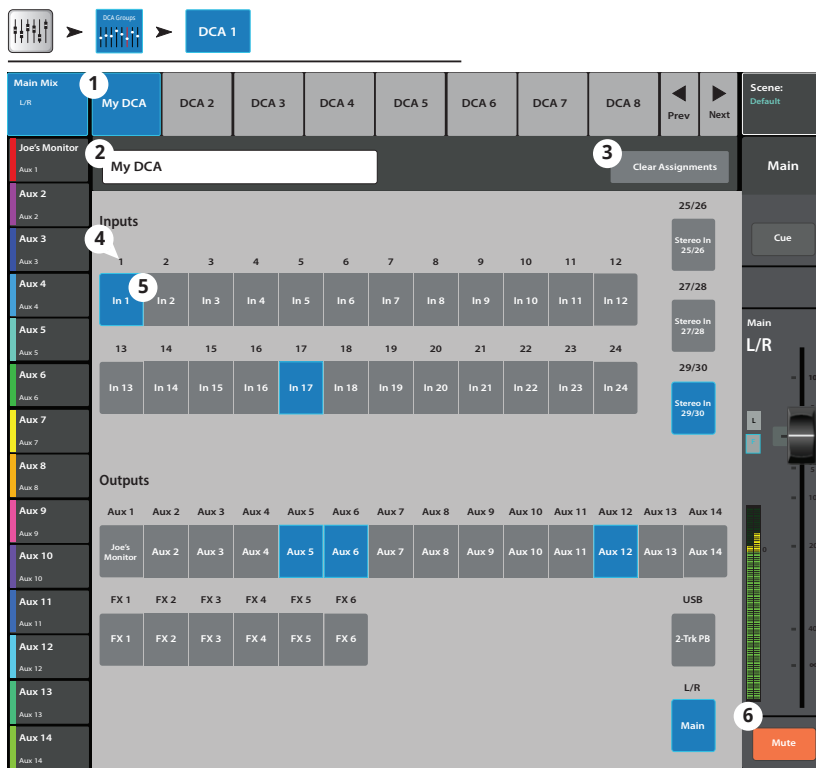 DCA Groups
DCA 1
Main Mix
L/R
1
My DCA
DCA 2
DCA 3
DCA 4
DCA 5
DCA 6
DCA 7
DCA 8
Prev
Next
Scene:
Default
Joe's Monitor
Aux 1
2
My DCA
3
Clear Assignments
Main
Aux 2
Aux 2
Aux 3
Aux 3
Aux 4
Aux 4
Aux 5
Aux 5
Aux 6
Aux 6
Aux 7
Aux 7
Aux 8
Aux 8
Aux 9
Aux 9
Aux 10
Aux 10
Aux 11
Aux 11
Aux 12
Aux 12
Aux 13
Aux 13
Aux 14
Aux 14
Inputs
4
1 2 3 4 5 6 7 8 9 10 11 12
5
In 1 In 2 In 3 In 4 In 5 In 6 In 7 In 8 In 9 In 10 In 11 In 12
13 14 15 16 17 18 19 20 21 22 23 24
In 13 In 14 In 15 In 16 In 17 In 18 In 19 In 20 In 21 In 22 In 23 In 24
25/26
Stereo In
25/26
27/28
Stereo In
27/28
29/30
Stereo In
29/30
Outputs
Aux 1 Aux 2 Aux 3 Aux 4 Aux 5 Aux 6 Aux 7 Aux 8 Aux 9 Aux 10 Aux 11 Aux 12 Aux 13 Aux 14
Joe's
Monitor
Aux 2 Aux 3 Aux 4 Aux 5 Aux 6 Aux 7 Aux 8 Aux 9 Aux 10 Aux 11 Aux 12 Aux 13 Aux 14
FX 1 FX 2 FX 3 FX 4 FX 5 FX 6
FX 1 FX 2 FX 3 FX 4 FX 5 FX 6
USB
2-Trk PB
L/R
Main
Cue
Main
L/R
10
L
5
10
0
20
40
6
Mute